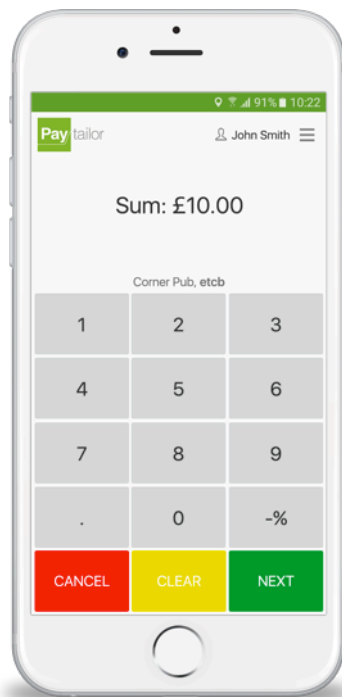 91% 10:22
Pay tailor John Smith
Sum: £10.00
Corner Pub, etcb
1 2 3
4 5 6
7 8 9
. 0 -%
CANCEL CLEAR NEXT